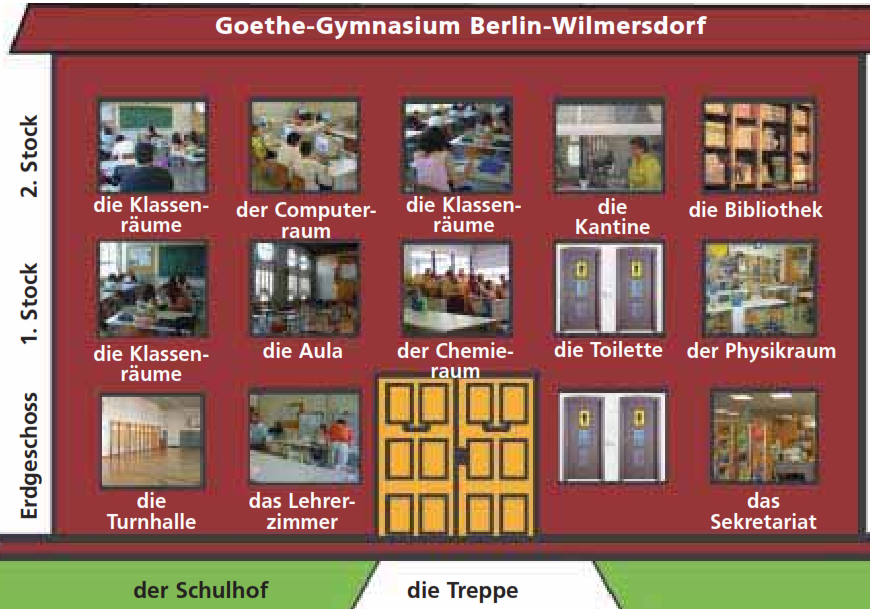 Goethe-Gymnasium Berlin-Wilmersdorf
2. Stock
die Klassen-
räume
der Computer-
raum
die Klassen-
räume
die
Kantine
die Bibliothek
1. Stock
die Klassen-
räume
die Aula
der Chemie-
raum
die Toilette
der Physikraum
Erdgeschoss
die
Turnhalle
das Lehrer-
zimmer
das
Sekretariat
der Schulhof
die Treppe